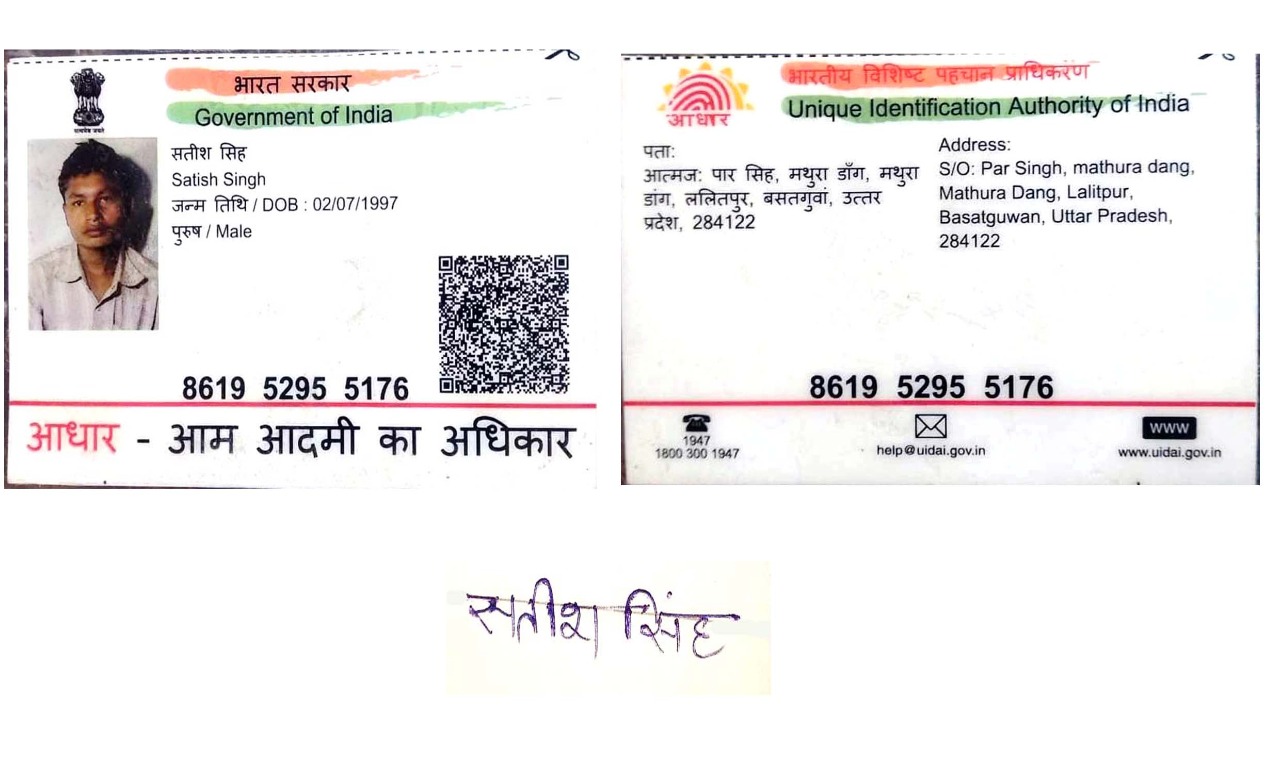 भारत सरकार
Government of India
सत्यमेव जयते
सतीश सिह
Satish Singh
जन्म तिथि / DOB : 02/07/1997
पुरुष / Male
8619 5295 5176
आधार - आम आदमी का अधिकार
भारतीय विशिष्ट पहचान प्राधिकरण
Unique Identification Authority of India
आधार
पता:
आत्मज: पार सिह, मथुरा डाँग, मथुरा
डांग, ललितपुर, बसतगुवां, उत्तर
प्रदेश, 284122
Address:
S/O: Par Singh, mathura dang,
Mathura Dang, Lalitpur,
Basatguwan, Uttar Pradesh,
284122
8619 5295 5176
1947
1800 300 1947
help@uidai.gov.in
www
www.uidai.gov.in
सतीश सिंह